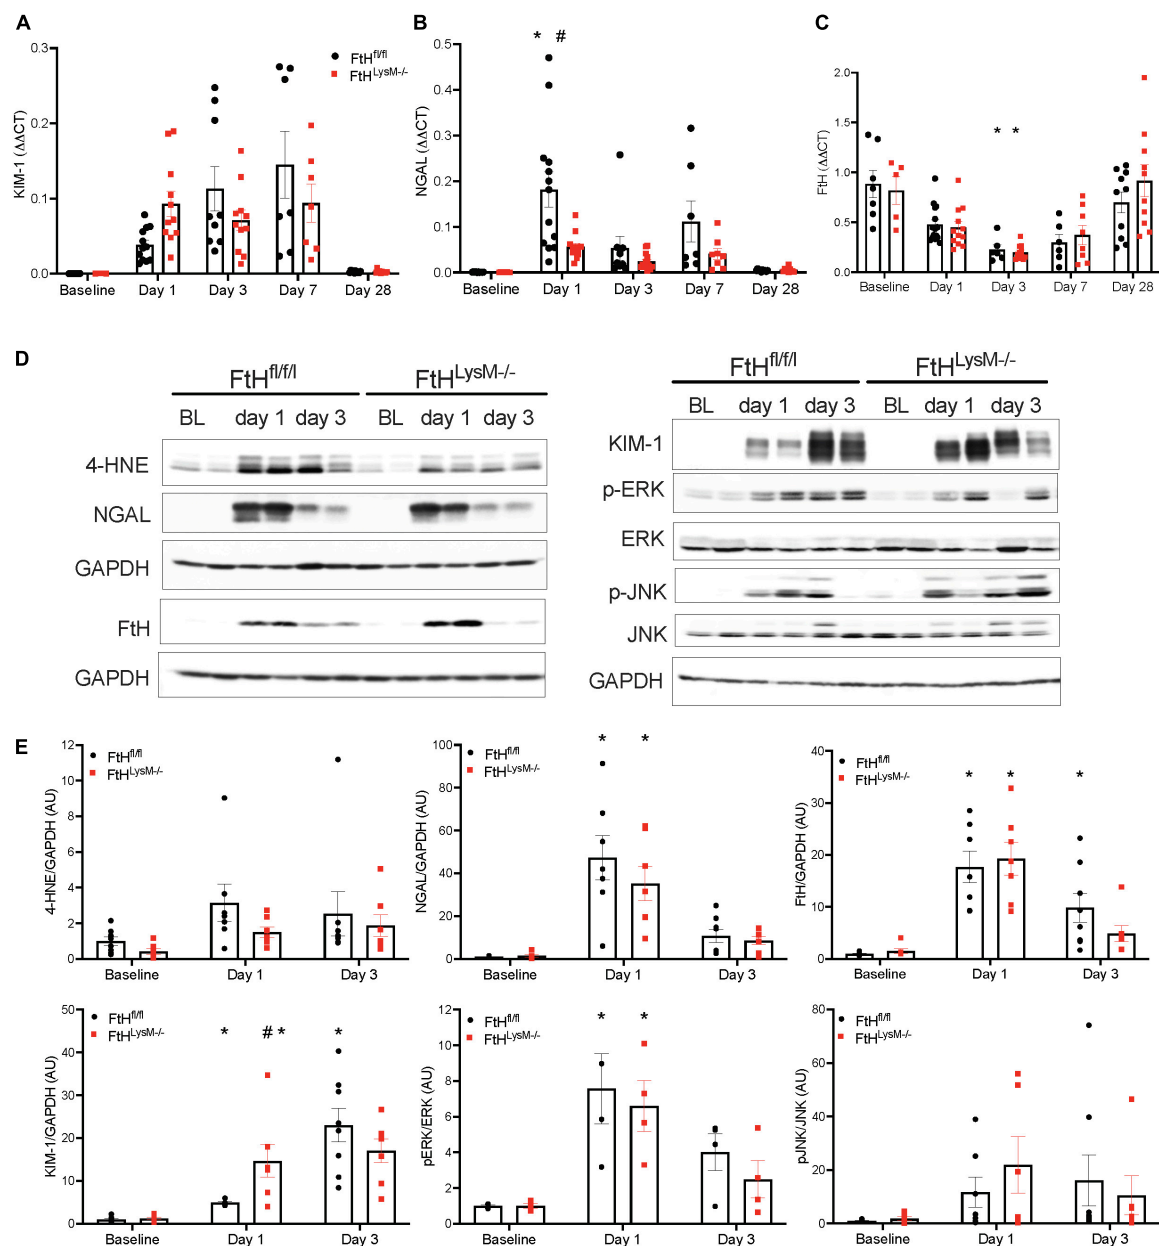 A
KIM-1 (ΔΔCT)
0.3
0.2
0.1
0.0
FtH^fl/fl
FtH^LysM-/-
Baseline Day 1 Day 3 Day 7 Day 28
B
NGAL (ΔΔCT)
* #
0.5
0.4
0.3
0.2
0.1
0.0
Baseline Day 1 Day 3 Day 7 Day 28
C
FtH (ΔΔCT)
2.0
1.5
1.0
0.5
0.0
* *
Baseline Day 1 Day 3 Day 7 Day 28
D
FtH^fl/f/l FtH^LysM-/-
BL day 1 day 3 BL day 1 day 3
4-HNE
NGAL
GAPDH
FtH
GAPDH
FtH^fl/f/l FtH^LysM-/-
BL day 1 day 3 BL day 1 day 3
KIM-1
p-ERK
ERK
p-JNK
JNK
GAPDH
E
4-HNE/GAPDH (AU)
12
10
8
6
4
2
0
FtH^fl/fl
FtH^LysM-/-
Baseline Day 1 Day 3
NGAL/GAPDH (AU)
100
80
60
40
20
0
FtH^fl/fl
FtH^LysM-/-
* *
Baseline Day 1 Day 3
FtH/GAPDH (AU)
40
30
20
10
0
FtH^fl/fl
FtH^LysM-/-
* * *
Baseline Day 1 Day 3
KIM-1/GAPDH (AU)
50
40
30
20
10
0
FtH^fl/fl
FtH^LysM-/-
* # * *
Baseline Day 1 Day 3
pERK/ERK (AU)
12
10
8
6
4
2
0
FtH^fl/fl
FtH^LysM-/-
* *
Baseline Day 1 Day 3
pJNK/JNK (AU)
80
60
40
20
0
FtH^fl/fl
FtH^LysM-/-
Baseline Day 1 Day 3